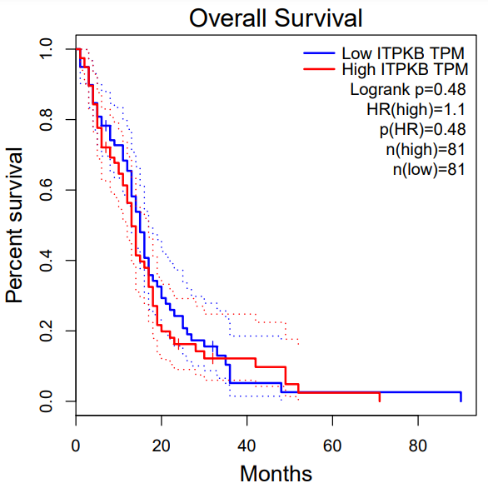 Overall Survival
Low ITPKB TPM
High ITPKB TPM
Logrank p=0.48
HR(high)=1.1
p(HR)=0.48
n(high)=81
n(low)=81
Percent survival
1.0
0.8
0.6
0.4
0.2
0.0
0 20 40 60 80
Months